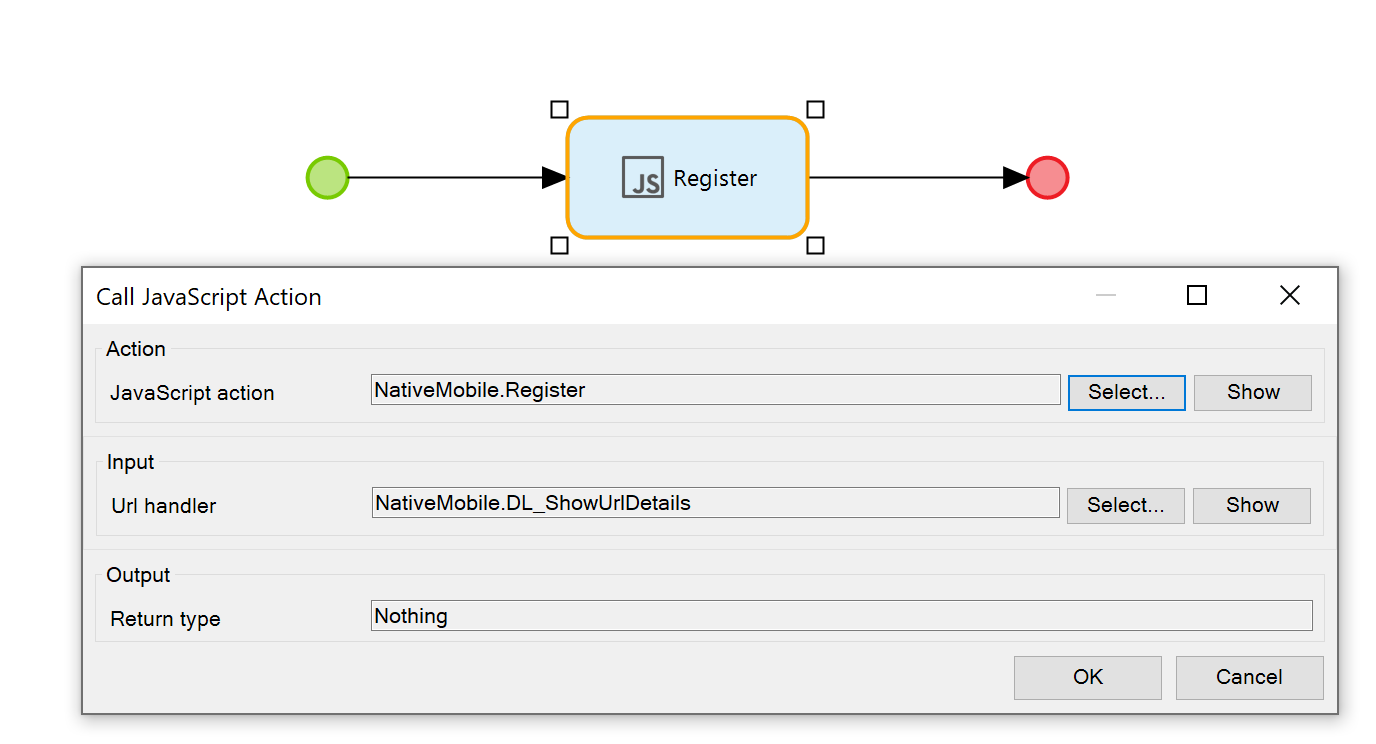 JS Register
Call JavaScript Action
Action
JavaScript action NativeMobile.Register Select... Show
Input
Url handler NativeMobile.DL_ShowUrlDetails Select... Show
Output
Return type Nothing
OK Cancel